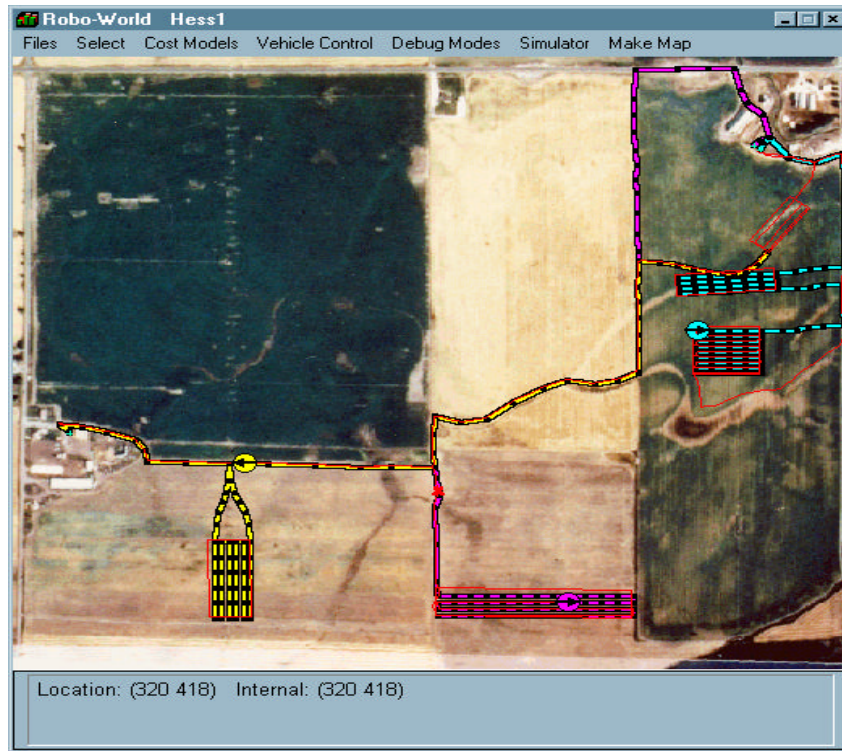 Robo-World Hess1
Files Select Cost Models Vehicle Control Debug Modes Simulator Make Map
Location: (320 418) Internal: (320 418)